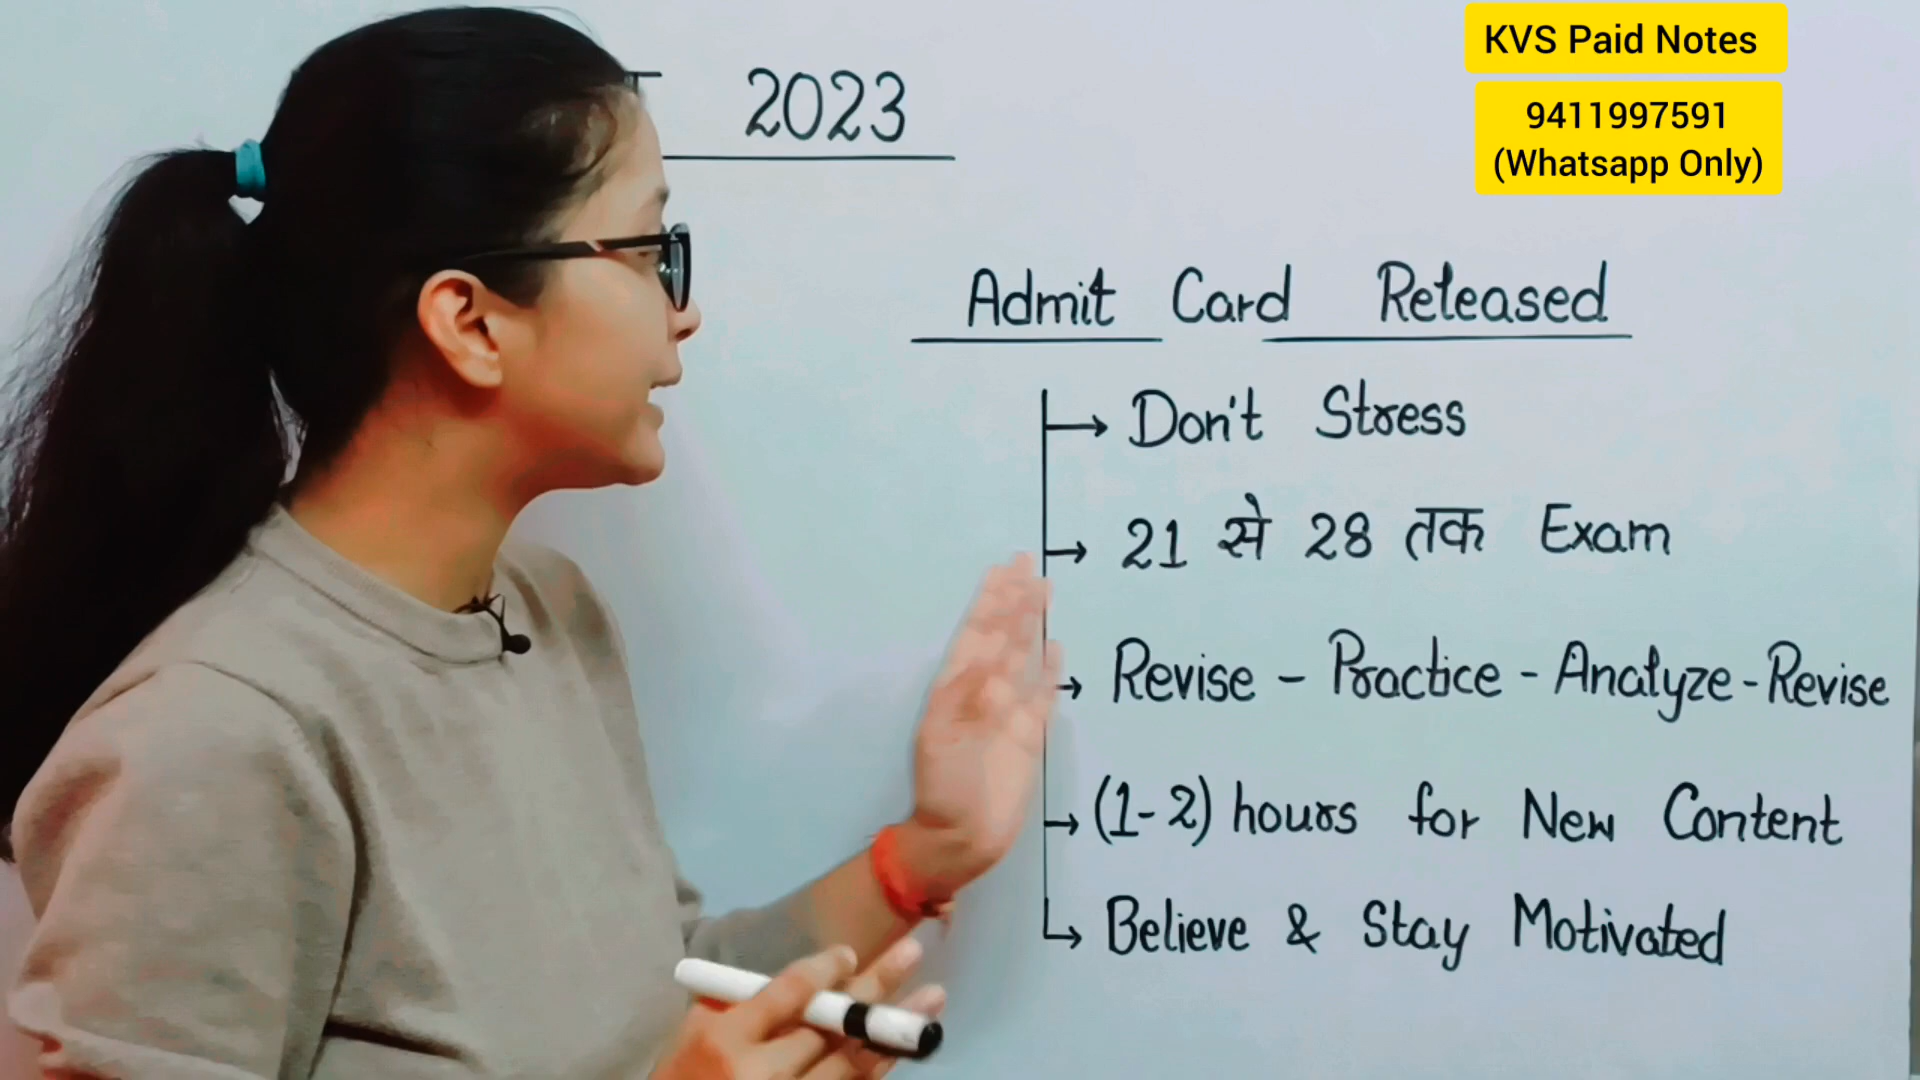 KVS Paid Notes
9411997591
(Whatsapp Only)
2023
Admit Card Released
Don't Stress
21 से 28 तक Exam
Revise - Practice - Analyze - Revise
(1-2) hours for New Content
Believe & Stay Motivated